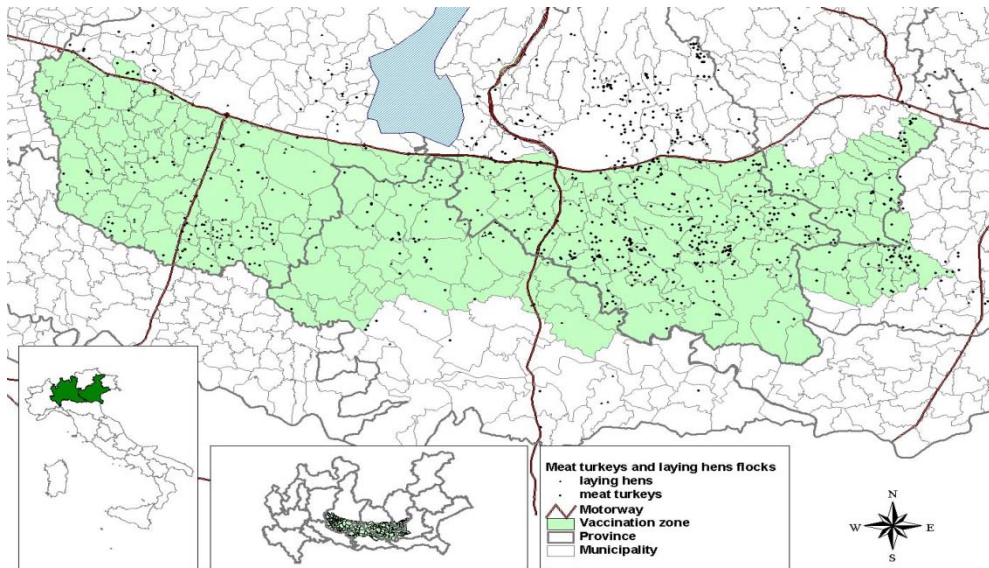 Meat turkeys and laying hens flocks
laying hens
meat turkeys
Motorway
Vaccination zone
Province
Municipality
N
W E
S